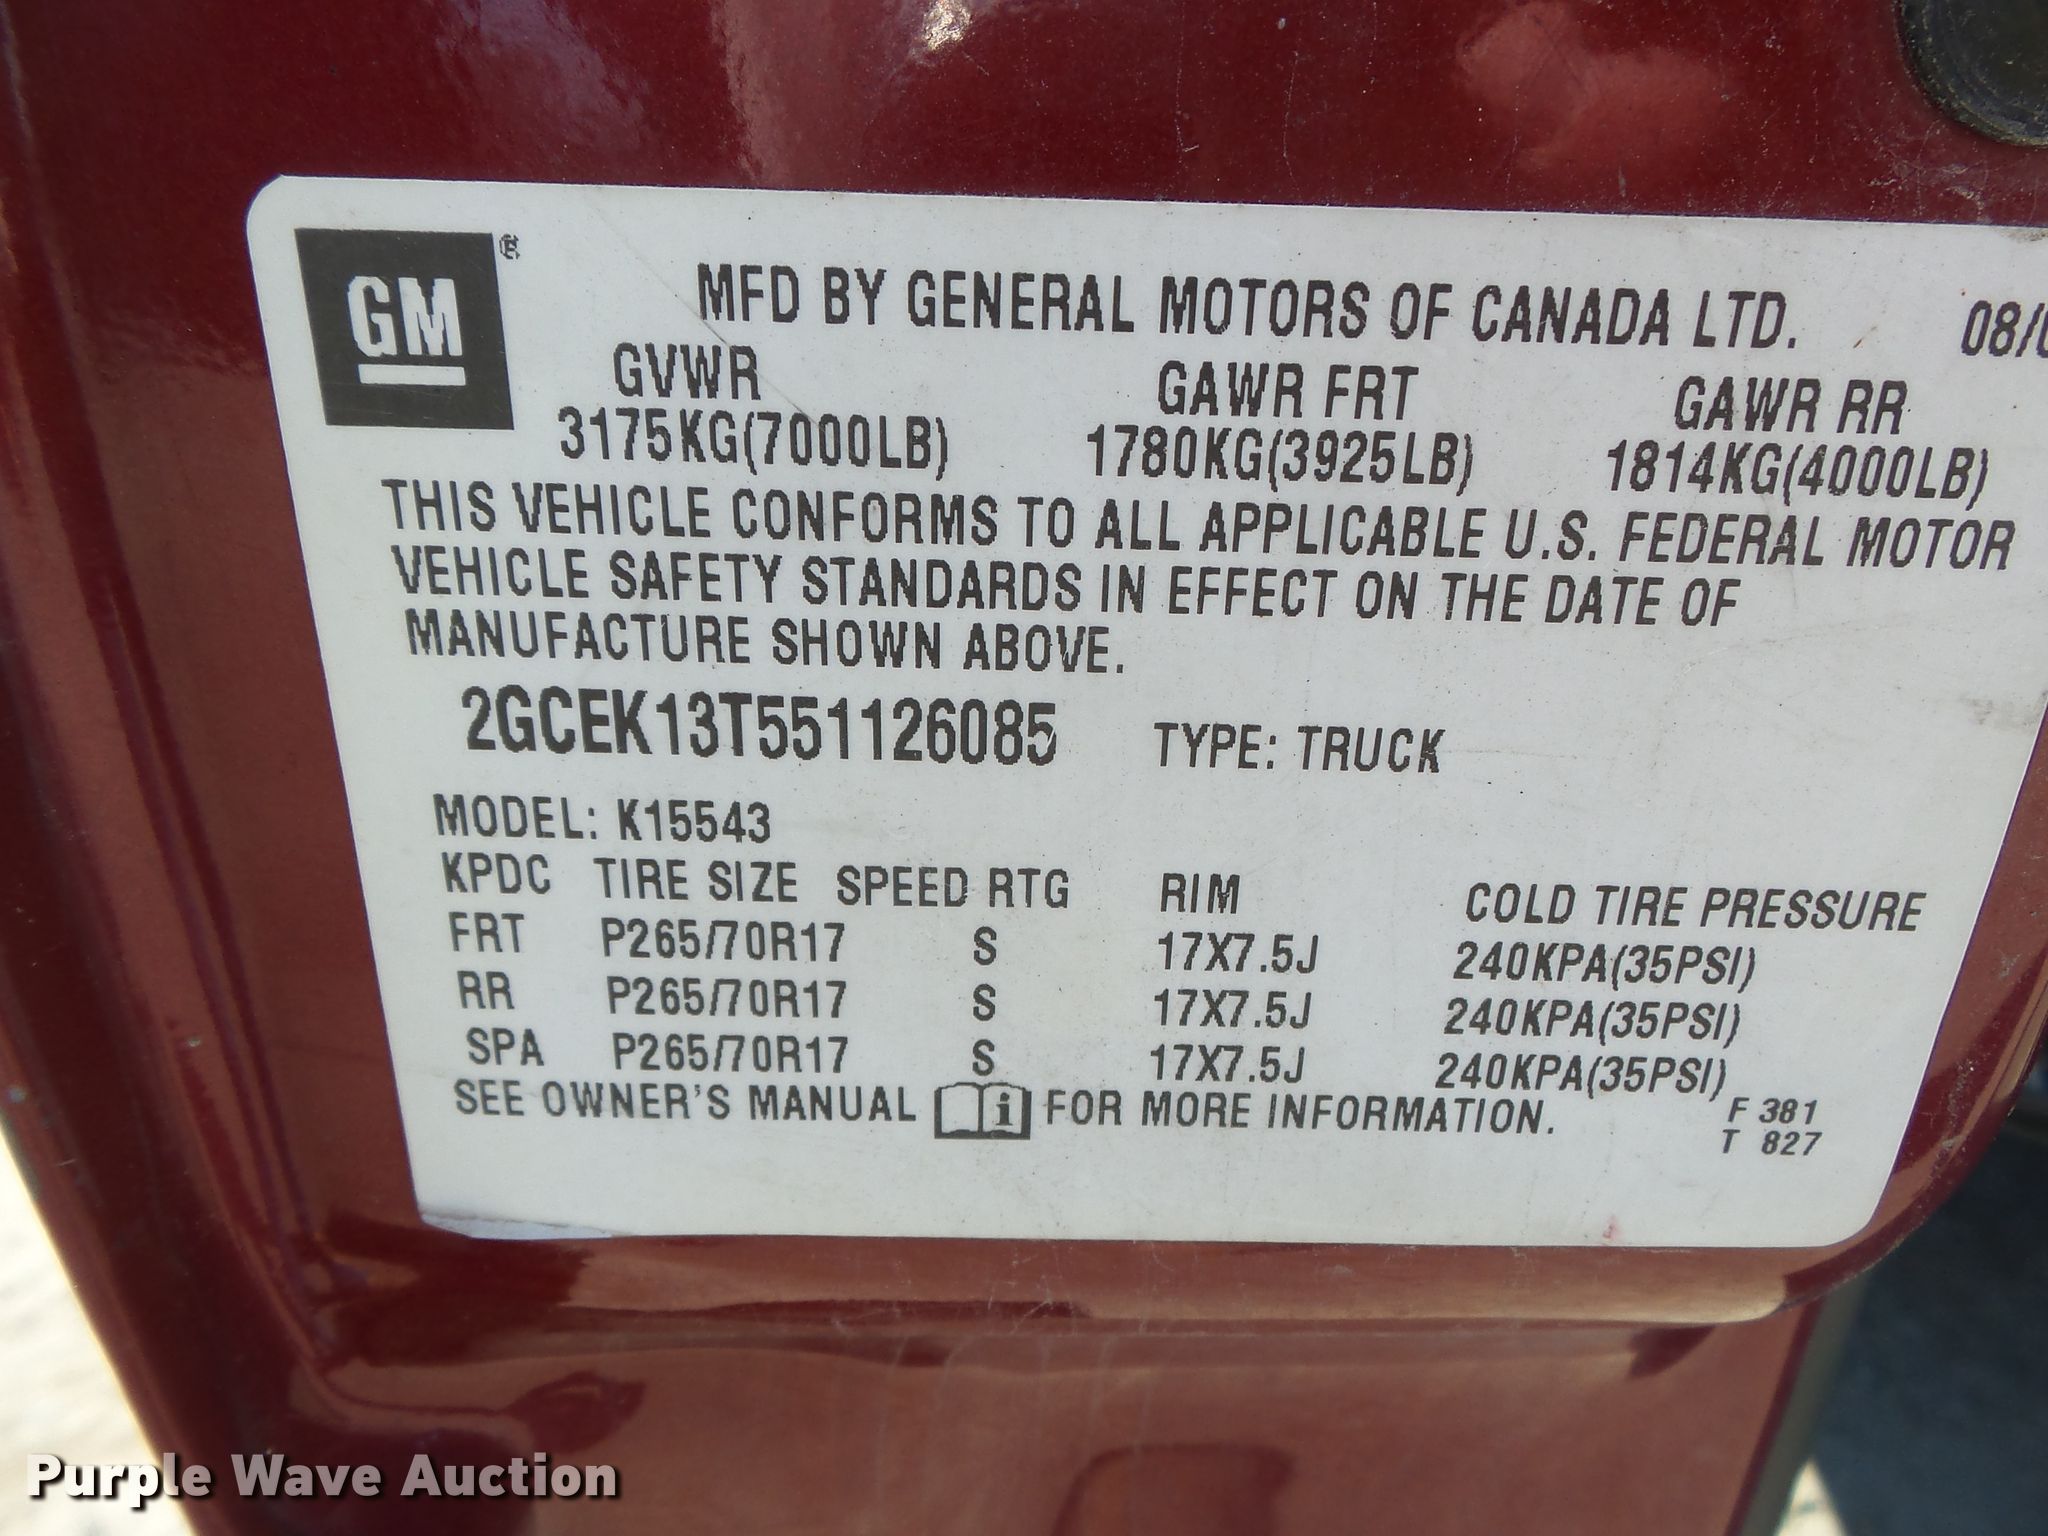 GM®
MFD BY GENERAL MOTORS OF CANADA LTD. 08/
GVWR GAWR FRT GAWR RR
3175KG(7000LB) 1780KG(3925LB) 1814KG(4000LB)
THIS VEHICLE CONFORMS TO ALL APPLICABLE U.S. FEDERAL MOTOR
VEHICLE SAFETY STANDARDS IN EFFECT ON THE DATE OF
MANUFACTURE SHOWN ABOVE.
2GCEK13T551126085 TYPE: TRUCK
MODEL: K15543
KPDC TIRE SIZE SPEED RTG RIM COLD TIRE PRESSURE
FRT P265/70R17 S 17X7.5J 240KPA(35PSI)
RR P265/70R17 S 17X7.5J 240KPA(35PSI)
SPA P265/70R17 S 17X7.5J 240KPA(35PSI)
SEE OWNER'S MANUAL i FOR MORE INFORMATION.
F 381
T 827
Purple Wave Auction